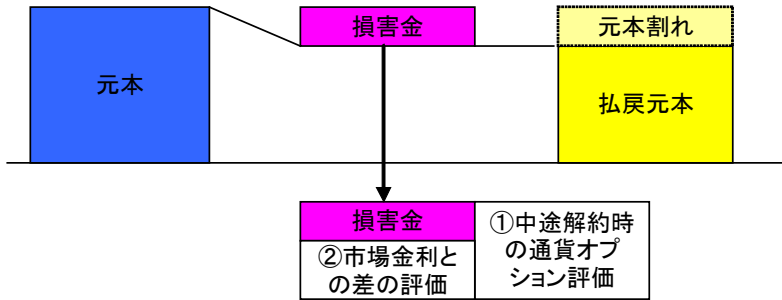 元本
損害金
元本割れ
払戻元本
損害金
②市場金利と
の差の評価
①中途解約時
の通貨オプ
ション評価